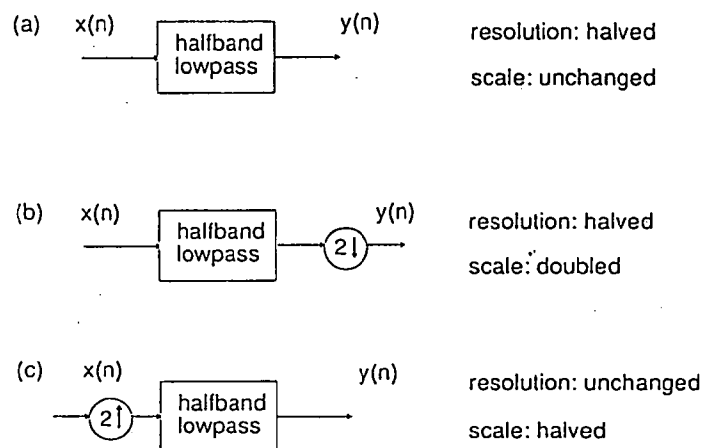 (a) x(n) halfband lowpass y(n) resolution: halved
scale: unchanged
(b) x(n) halfband lowpass 2↓ y(n) resolution: halved
scale: doubled
(c) x(n) 2↑ halfband lowpass y(n) resolution: unchanged
scale: halved